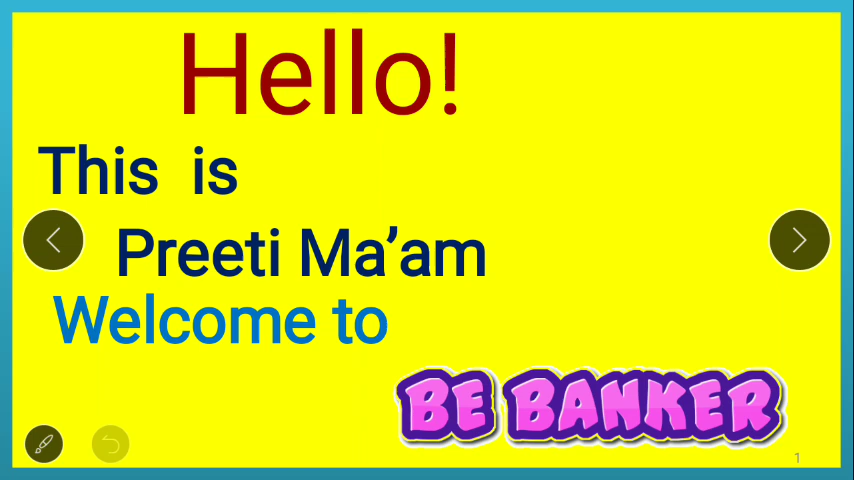 Hello!
This is
Preeti Ma’am
Welcome to
BE BANKER
1